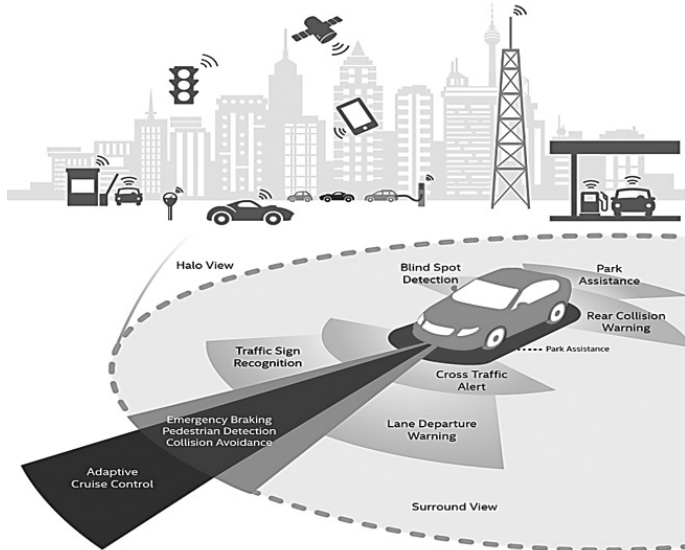 Halo View
Blind Spot
Detection
Park
Assistance
Rear Collision
Warning
Park Assistance
Traffic Sign
Recognition
Cross Traffic
Alert
Emergency Braking
Pedestrian Detection
Collision Avoidance
Lane Departure
Warning
Adaptive
Cruise Control
Surround View